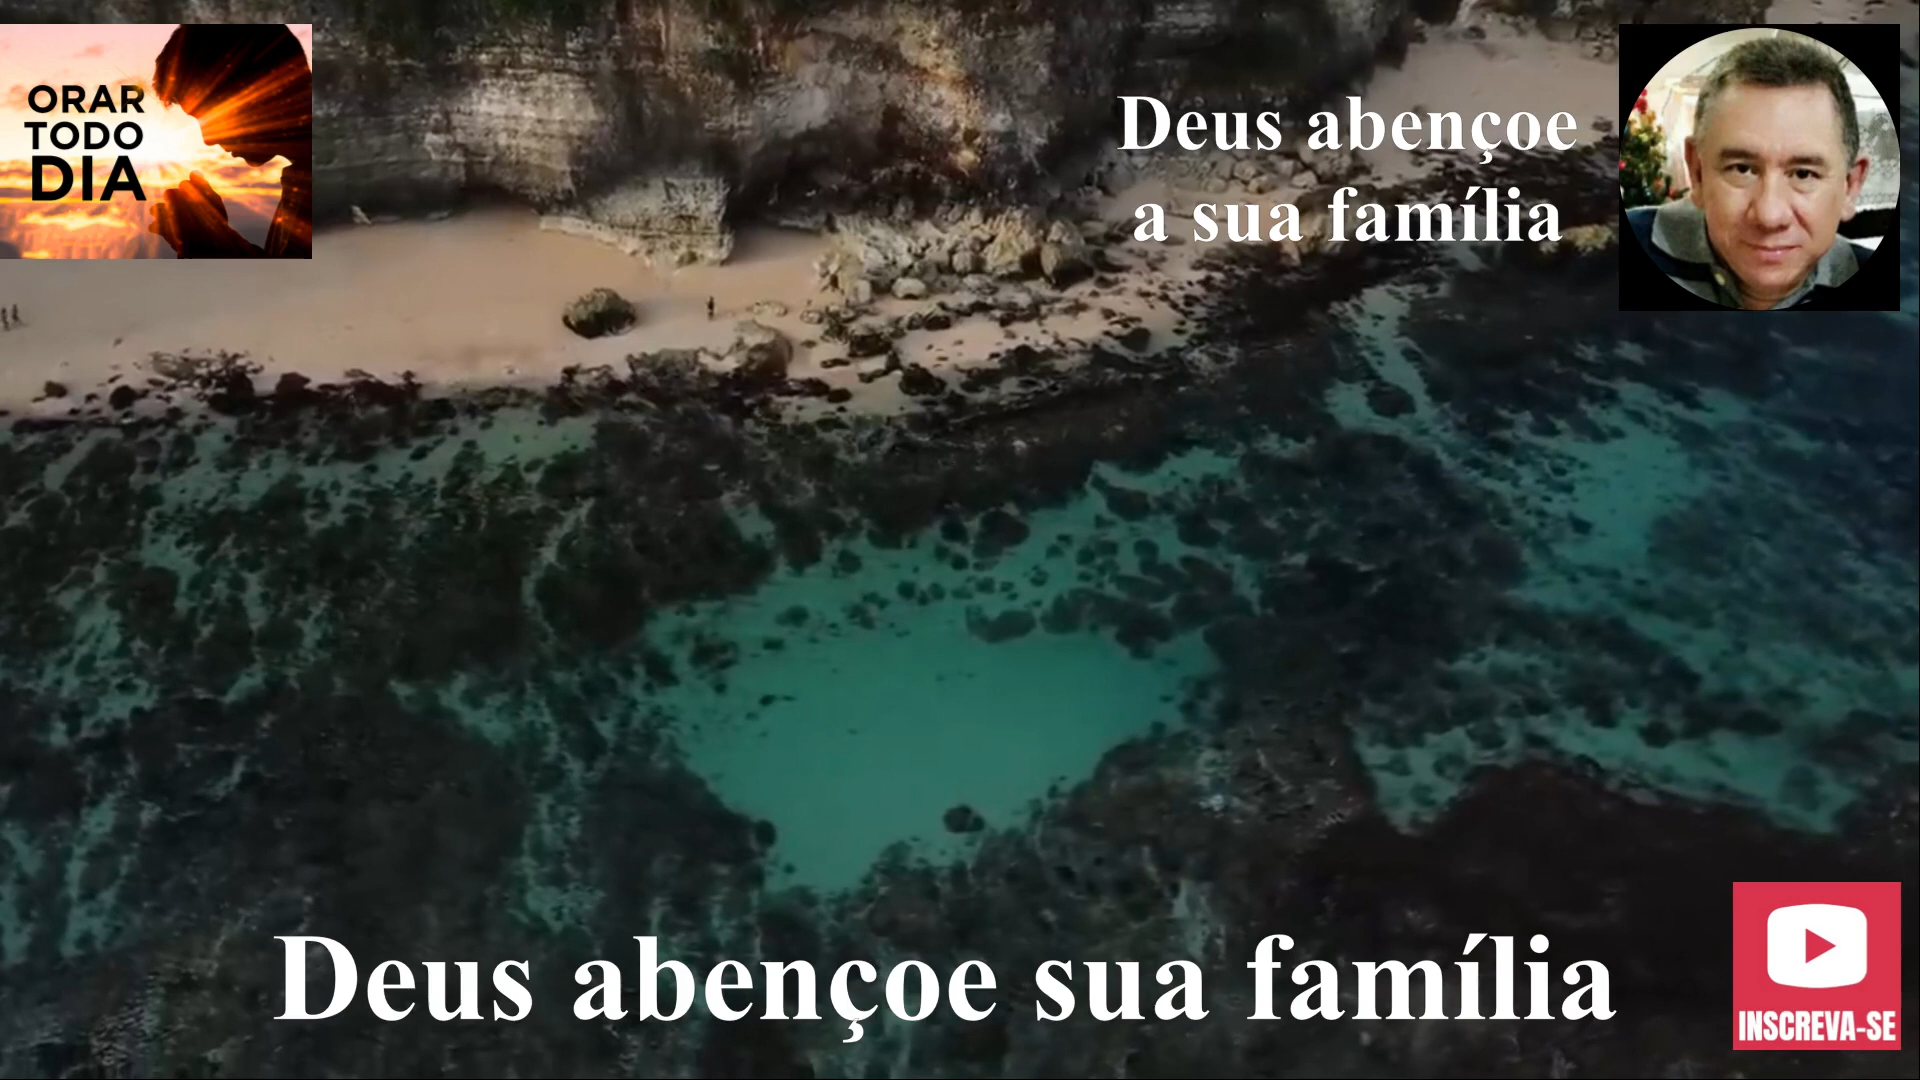 ORAR
TODO
DIA
Deus abençoe
a sua família
Deus abençoe sua família
INSCREVA-SE